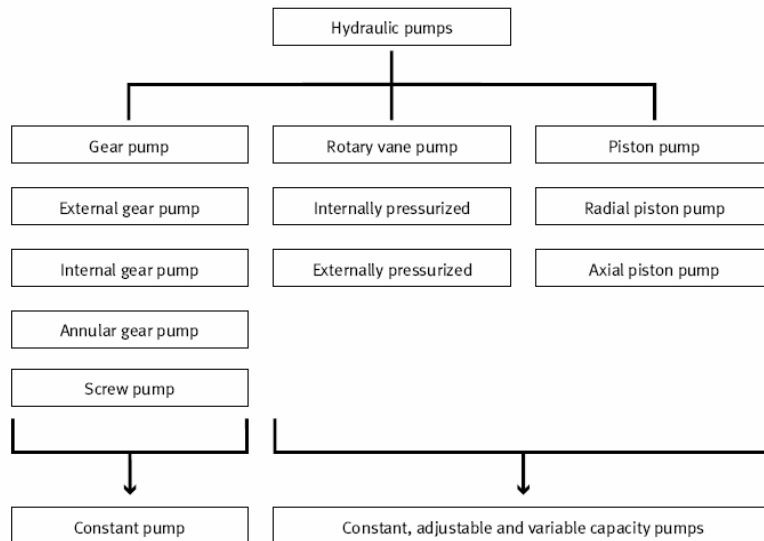 Hydraulic pumps
Gear pump
Rotary vane pump
Piston pump
External gear pump
Internally pressurized
Radial piston pump
Internal gear pump
Externally pressurized
Axial piston pump
Annular gear pump
Screw pump
Constant pump
Constant, adjustable and variable capacity pumps